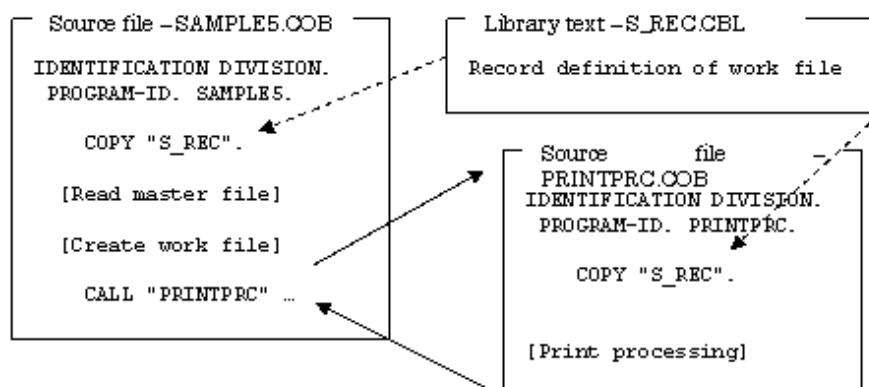 Source file –SAMPLE5.COB
IDENTIFICATION DIVISION.
PROGRAM-ID. SAMPLE5.
COPY "S_REC".
[Read master file]
[Create work file]
CALL "PRINTPRC" …
Library text –S_REC.CBL
Record definition of work file
Source file –
PRINTPRC.COB
IDENTIFICATION DIVISION.
PROGRAM-ID. PRINTPRC.
COPY "S_REC".
[Print processing]